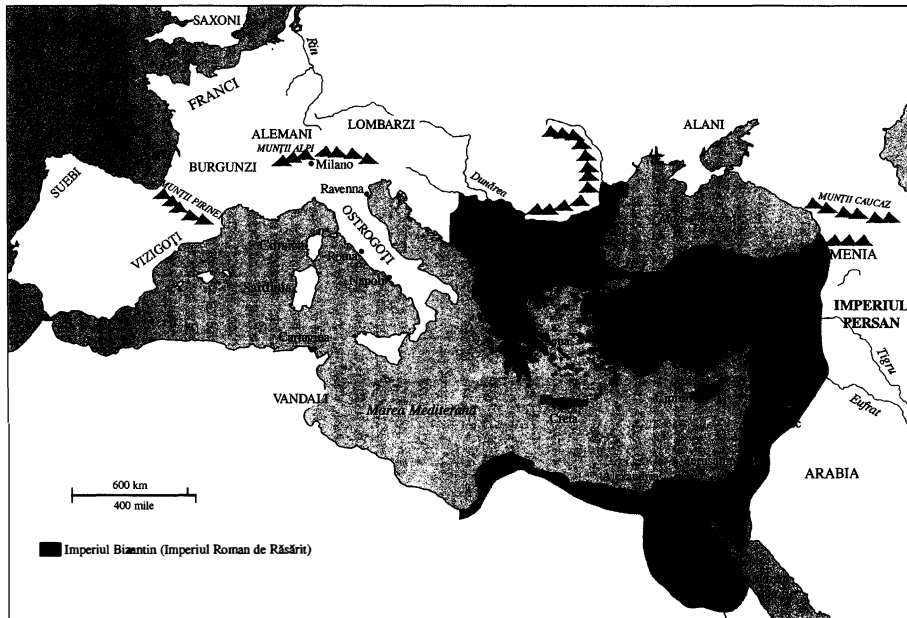 SAXONI
Rin
FRANCI
ALEMANI
LOMBARZI
ALANI
MUNȚII ALPI
Milano
BURGUNZI
SUEBI
Dunărea
Ravenna
MUNȚII PIRINEI
MUNȚII CAUCAZ
OSTROGOȚI
VIZIGOȚI
Corsica
Roma
MENIA
Napoli
Sardinia
IMPERIUL
PERSAN
Cartagina
Tigru
VANDALI
Marea Mediterană
Cipru
Creta
Eufrat
ARABIA
600 km
400 mile
Imperiul Bizantin (Imperiul Roman de Răsărit)